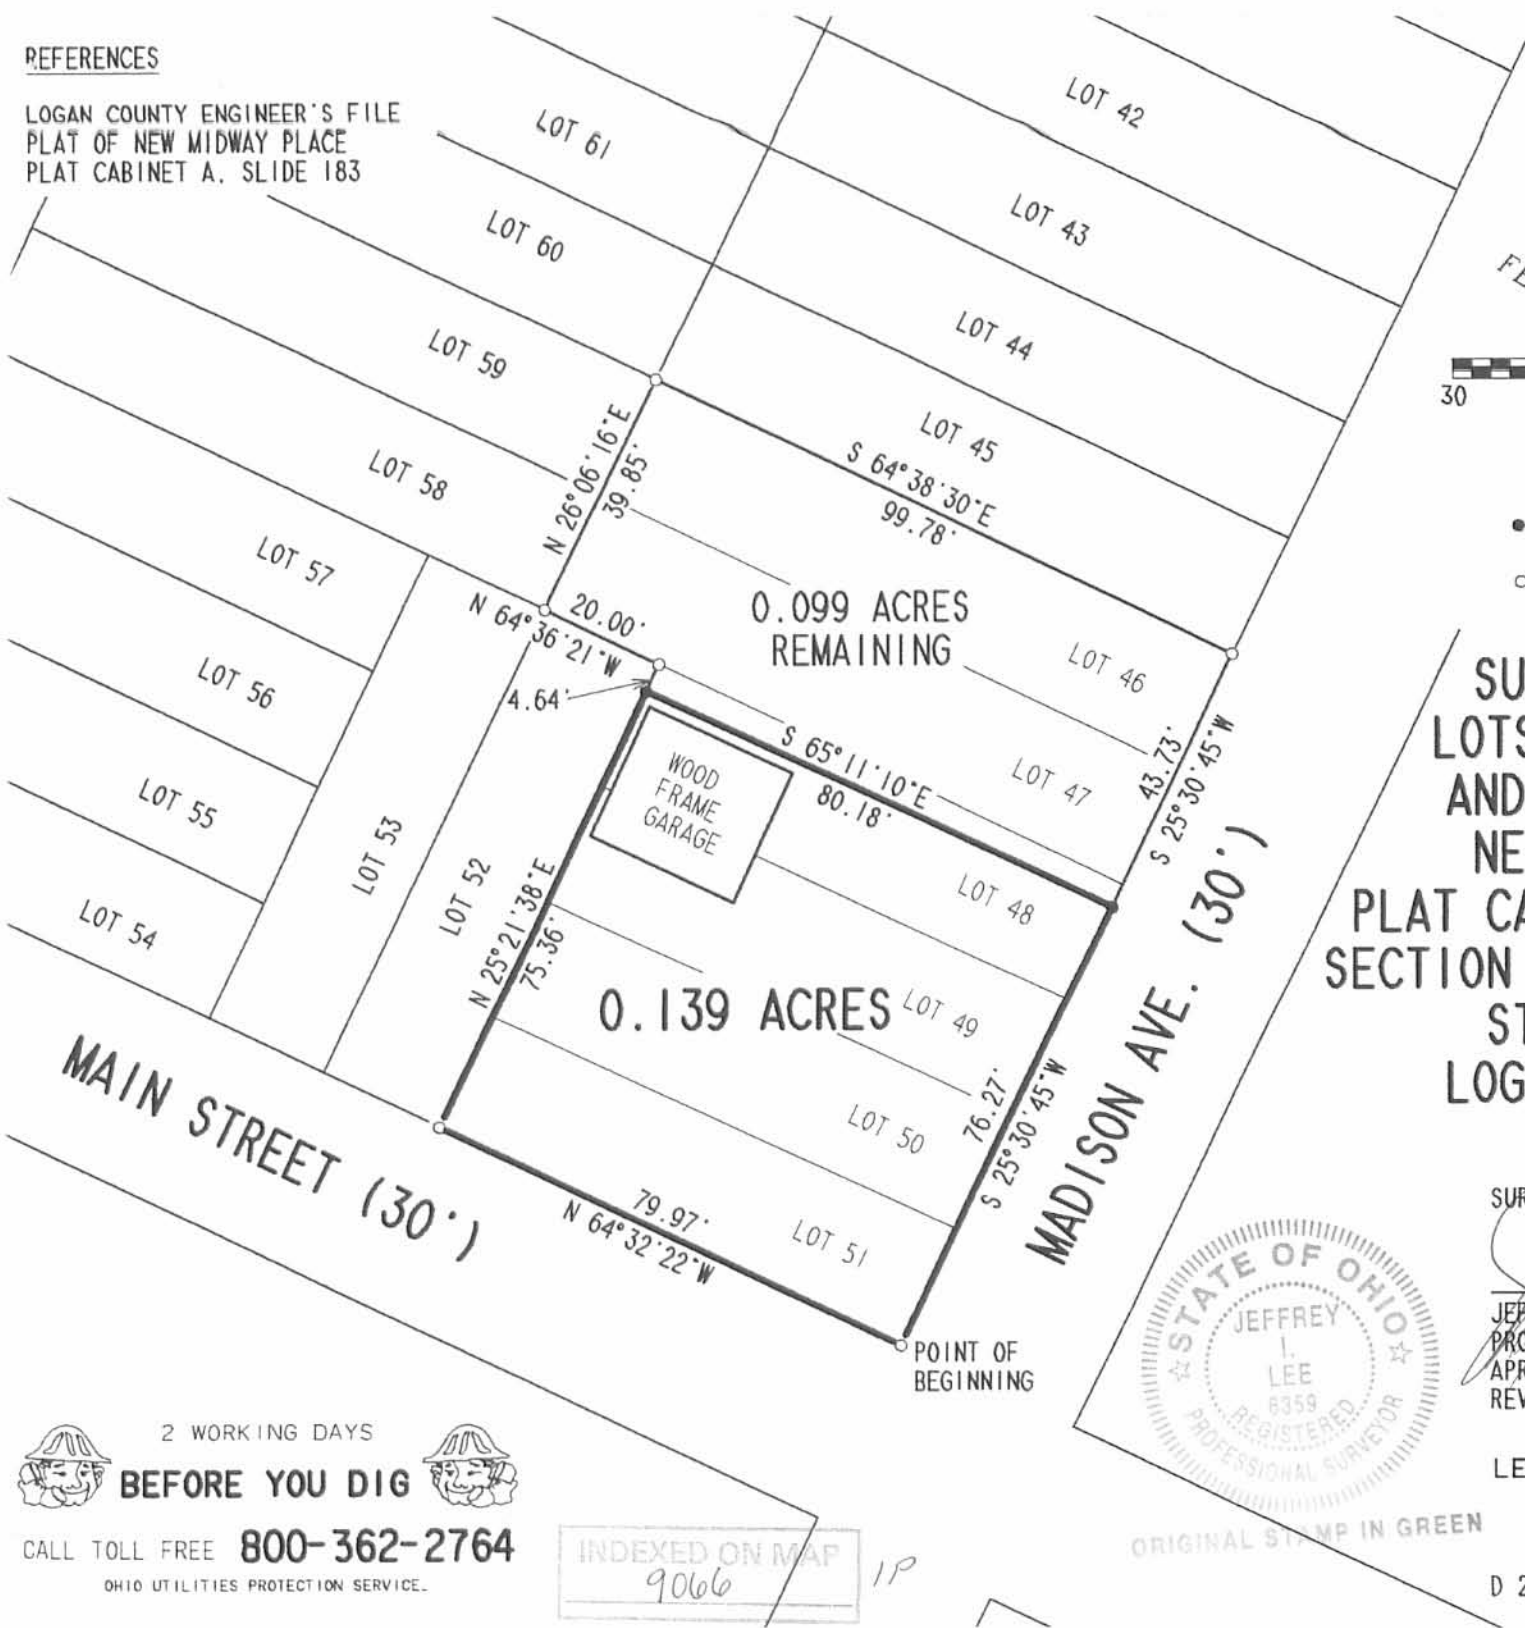 REFERENCES
LOGAN COUNTY ENGINEER'S FILE
PLAT OF NEW MIDWAY PLACE
PLAT CABINET A, SLIDE 183
LOT 42
LOT 61
LOT 43
LOT 60
LOT 44
LOT 59
LOT 45
30
LOT 58
N 26°06'16"E
39.85'
S 64°38'30"E
99.78'
LOT 57
N 64°36'21"W
20.00'
0.099 ACRES
REMAINING
LOT 46
LOT 56
4.64'
S 65°11'10"E
80.18'
LOT 47
43.73'
S 25°30'45"W
WOOD
FRAME
GARAGE
LOT 55
LOT 53
LOT 52
LOT 48
LOT 54
N 25°21'38"E
75.36'
0.139 ACRES
LOT 49
MADISON AVE. (30')
76.27'
S 25°30'45"W
LOT 50
MAIN STREET (30')
79.97'
N 64°32'22"W
LOT 51
POINT OF
BEGINNING
SU
LOTS
AND
NE
PLAT CA
SECTION
ST
LOG
SUR
JEF
PRO
APR
REV
LE
D 2
STATE OF OHIO
JEFFREY
I.
LEE
6359
REGISTERED
PROFESSIONAL SURVEYOR
ORIGINAL STAMP IN GREEN
2 WORKING DAYS
BEFORE YOU DIG
CALL TOLL FREE 800-362-2764
OHIO UTILITIES PROTECTION SERVICE.
INDEXED ON MAP
9066
IP